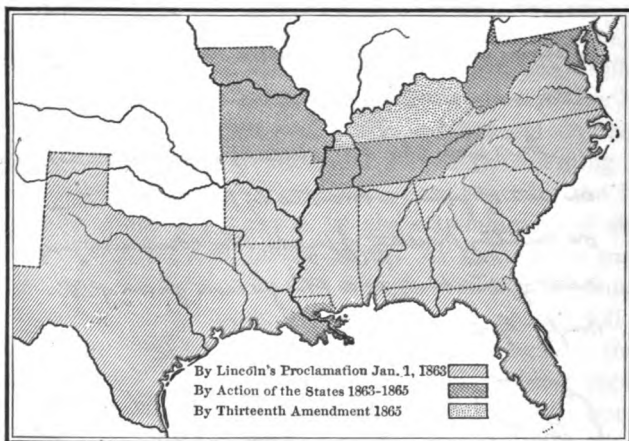 By Lincoln's Proclamation Jan. 1, 1863
By Action of the States 1863-1865
By Thirteenth Amendment 1865